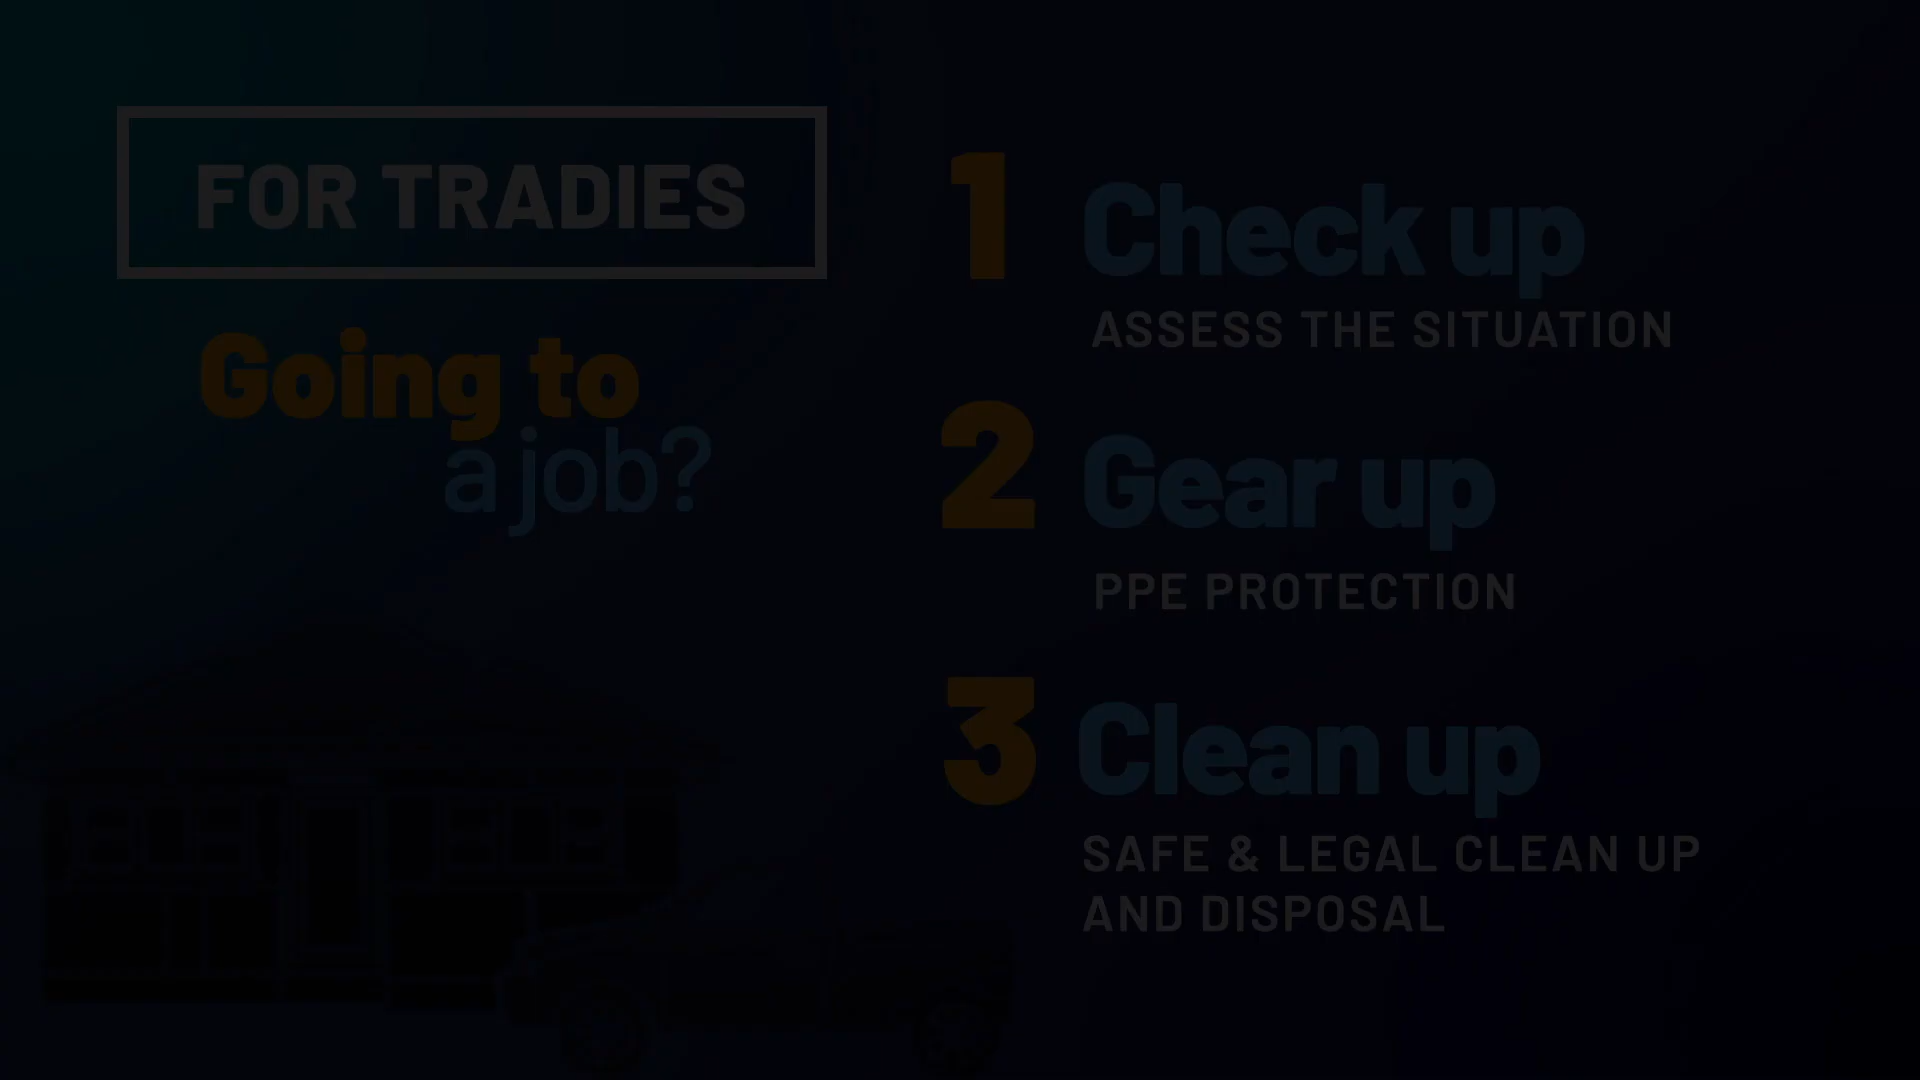 FOR TRADIES
Going to
a job?
1 Check up
ASSESS THE SITUATION
2 Gear up
PPE PROTECTION
3 Clean up
SAFE & LEGAL CLEAN UP
AND DISPOSAL